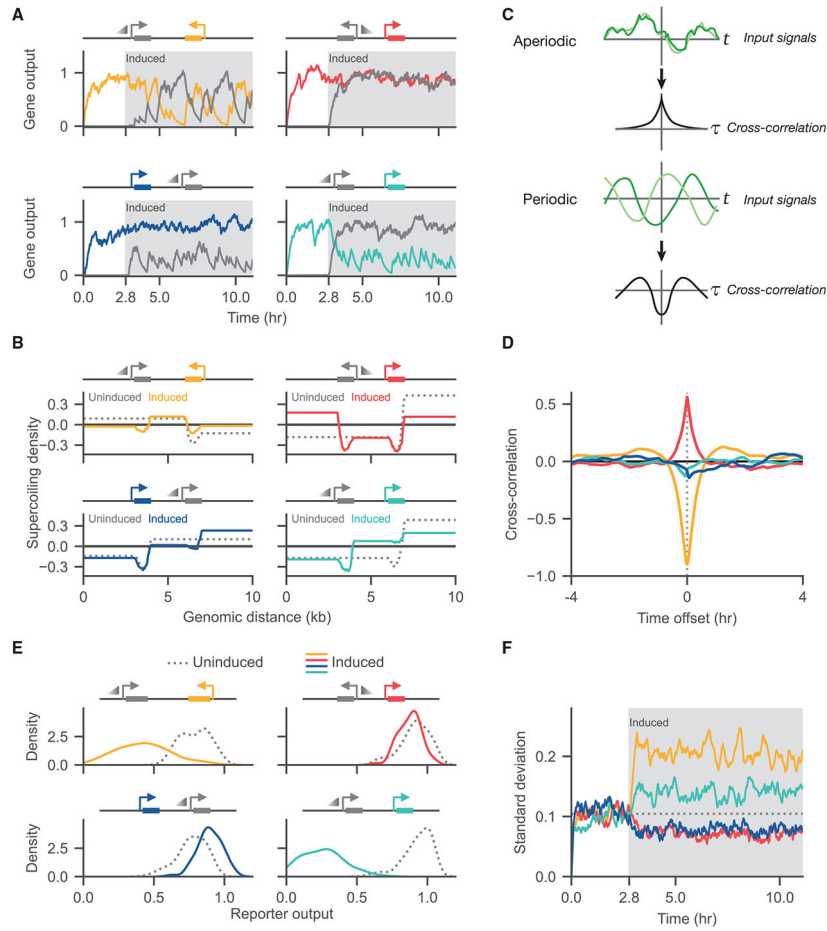 A
Induced
Induced
Gene output
1
0
Induced
Induced
Gene output
1
0
0.0 2.8 5.0 10.0
0.0 2.8 5.0 10.0
Time (hr)
B
Uninduced Induced
Uninduced Induced
0.3
0.0
−0.3
Uninduced Induced
Uninduced Induced
0.3
0.0
−0.3
Supercoiling density
0 5 10
0 5 10
Genomic distance (kb)
C
Aperiodic
t Input signals
τ Cross-correlation
Periodic
t Input signals
τ Cross-correlation
D
Cross-correlation
0.5
0.0
−0.5
−1.0
-4 0 4
Time offset (hr)
E
Uninduced
Induced
Density
2.5
0.0
Density
2.5
0.0
0.0 0.5 1.0
0.0 0.5 1.0
Reporter output
F
Induced
Standard deviation
0.2
0.1
0.0
0.0 2.8 5.0 10.0
Time (hr)